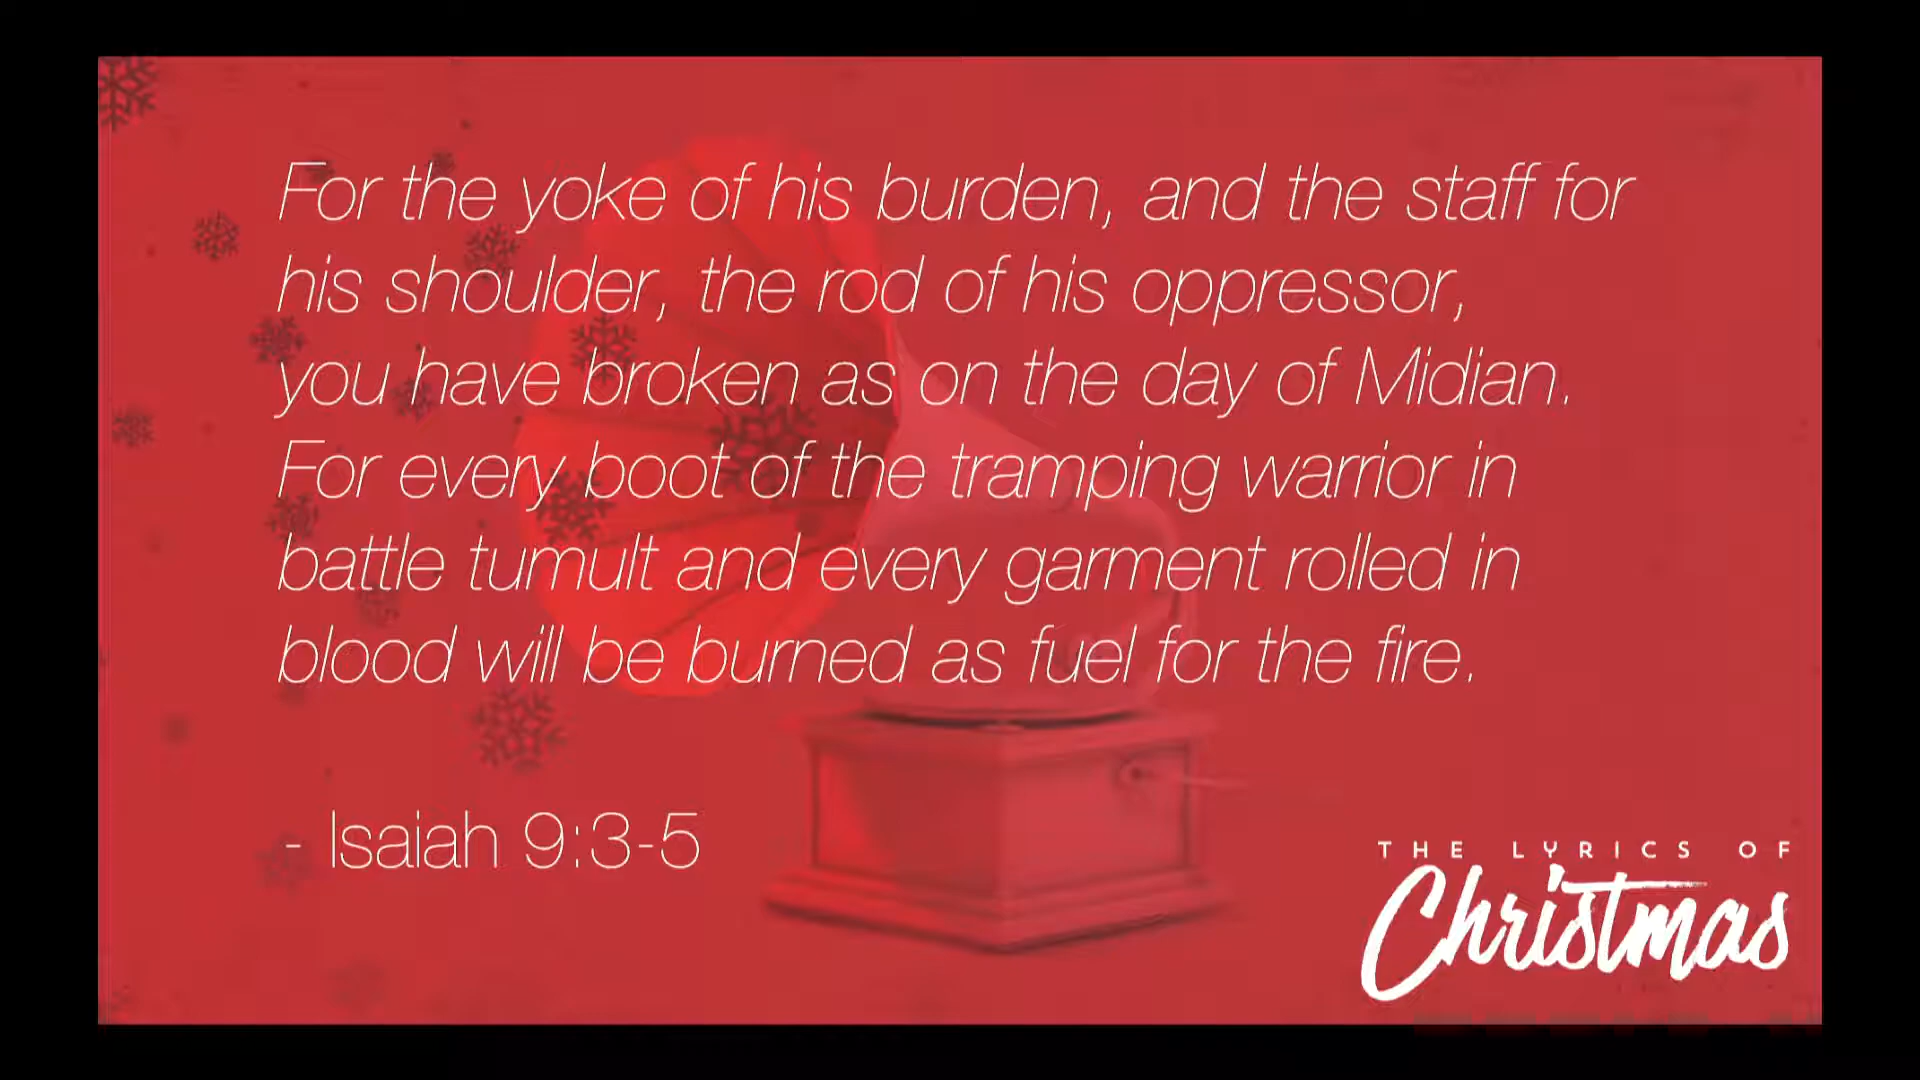 For the yoke of his burden, and the staff for
his shoulder, the rod of his oppressor,
you have broken as on the day of Midian.
For every boot of the tramping warrior in
battle tumult and every garment rolled in
blood will be burned as fuel for the fire.
- Isaiah 9:3-5
THE LYRICS OF
Christmas